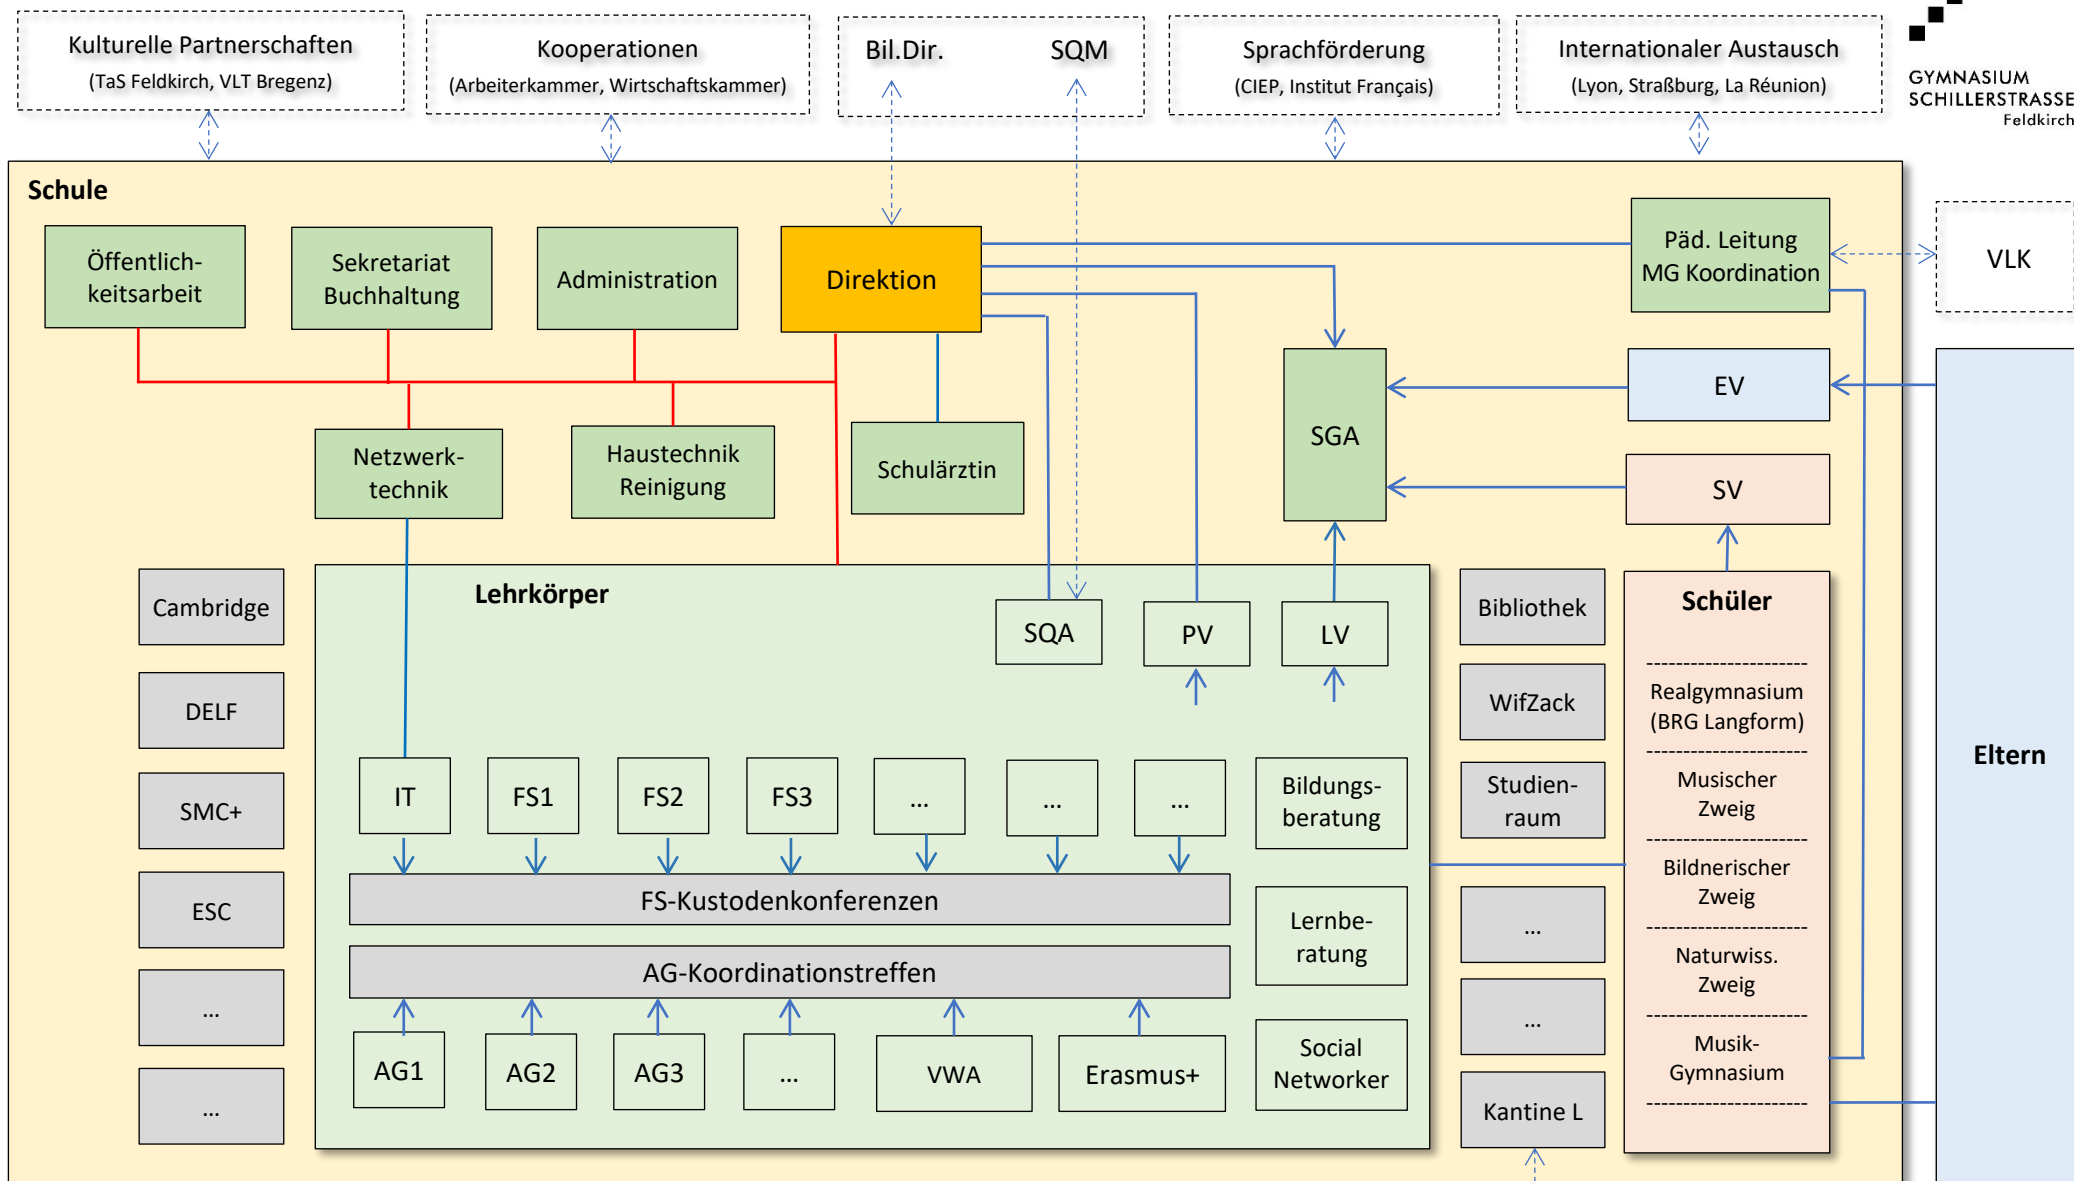 Kulturelle Partnerschaften
(TaS Feldkirch, VLT Bregenz)
Kooperationen
(Arbeiterkammer, Wirtschaftskammer)
Bil.Dir.
SQM
Sprachförderung
(CIEP, Institut Français)
Internationaler Austausch
(Lyon, Straßburg, La Réunion)
GYMNASIUM
SCHILLERSTRASSE
Feldkirch
Schule
Öffentlich-
keitsarbeit
Sekretariat
Buchhaltung
Administration
Direktion
Päd. Leitung
MG Koordination
VLK
SGA
EV
SV
Netzwerk-
technik
Haustechnik
Reinigung
Schulärztin
Cambridge
DELF
SMC+
ESC
...
...
Lehrkörper
SQA
PV
LV
IT
FS1
FS2
FS3
...
...
...
Bildungs-
beratung
FS-Kustodenkonferenzen
Lernbe-
ratung
AG-Koordinationstreffen
AG1
AG2
AG3
...
VWA
Erasmus+
Social
Networker
Bibliothek
WifZack
Studien-
raum
...
...
Kantine L
Schüler
Realgymnasium
(BRG Langform)
Musischer
Zweig
Bildnerischer
Zweig
Naturwiss.
Zweig
Musik-
Gymnasium
Eltern